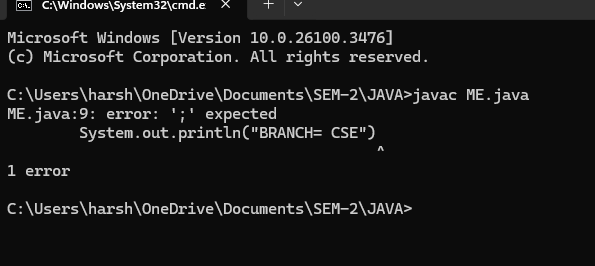 C:\Windows\System32\cmd.e
Microsoft Windows [Version 10.0.26100.3476]
(c) Microsoft Corporation. All rights reserved.
C:\Users\harsh\OneDrive\Documents\SEM-2\JAVA>javac ME.java
ME.java:9: error: ';' expected
        System.out.println("BRANCH= CSE")
                                         ^
1 error
C:\Users\harsh\OneDrive\Documents\SEM-2\JAVA>